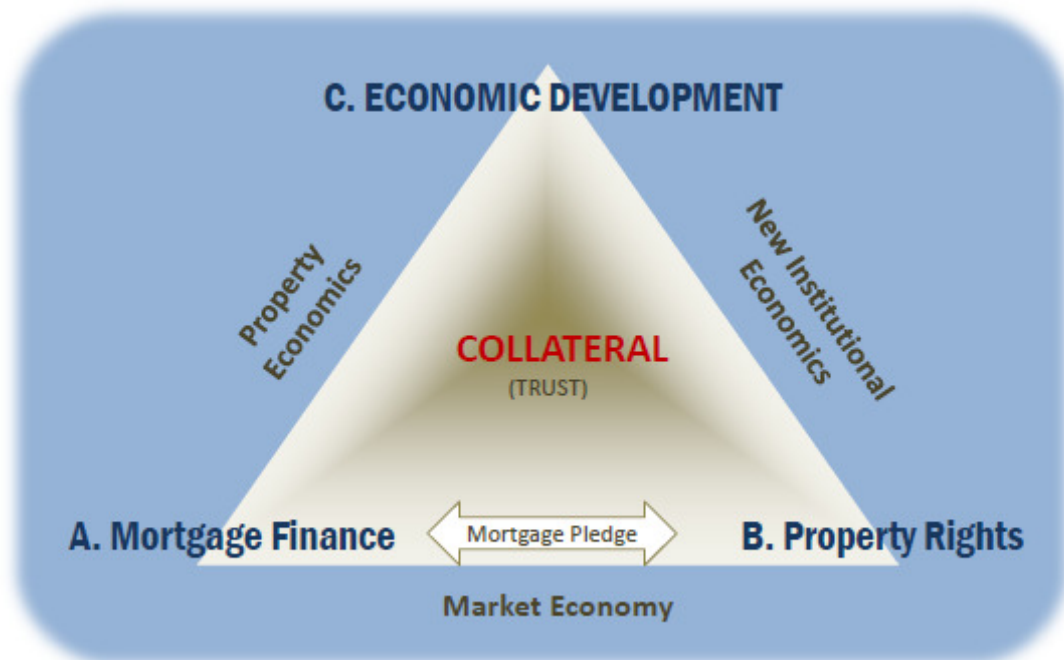 C. ECONOMIC DEVELOPMENT
Property
Economics
New Institutional
Economics
COLLATERAL
(TRUST)
A. Mortgage Finance
Mortgage Pledge
B. Property Rights
Market Economy